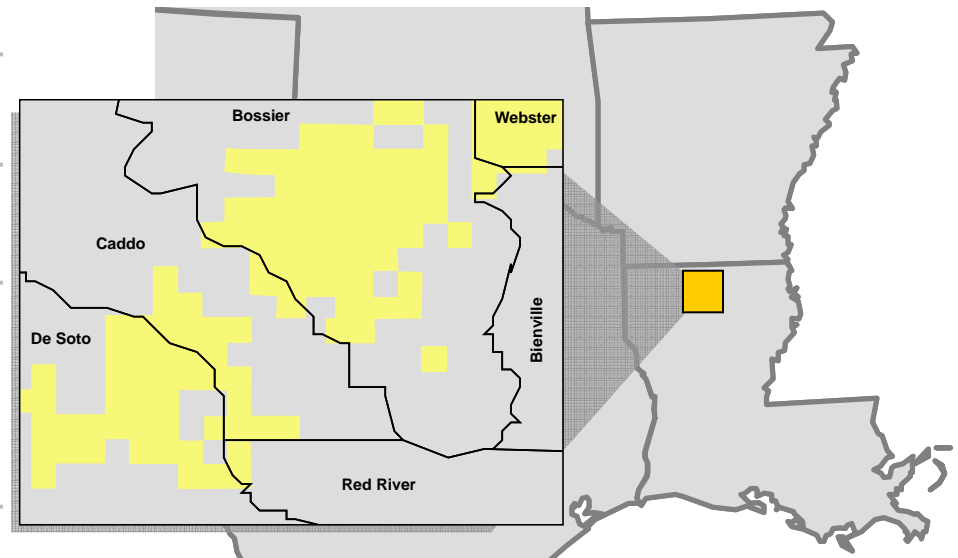 Bossier
Webster
Caddo
De Soto
Bienville
Red River